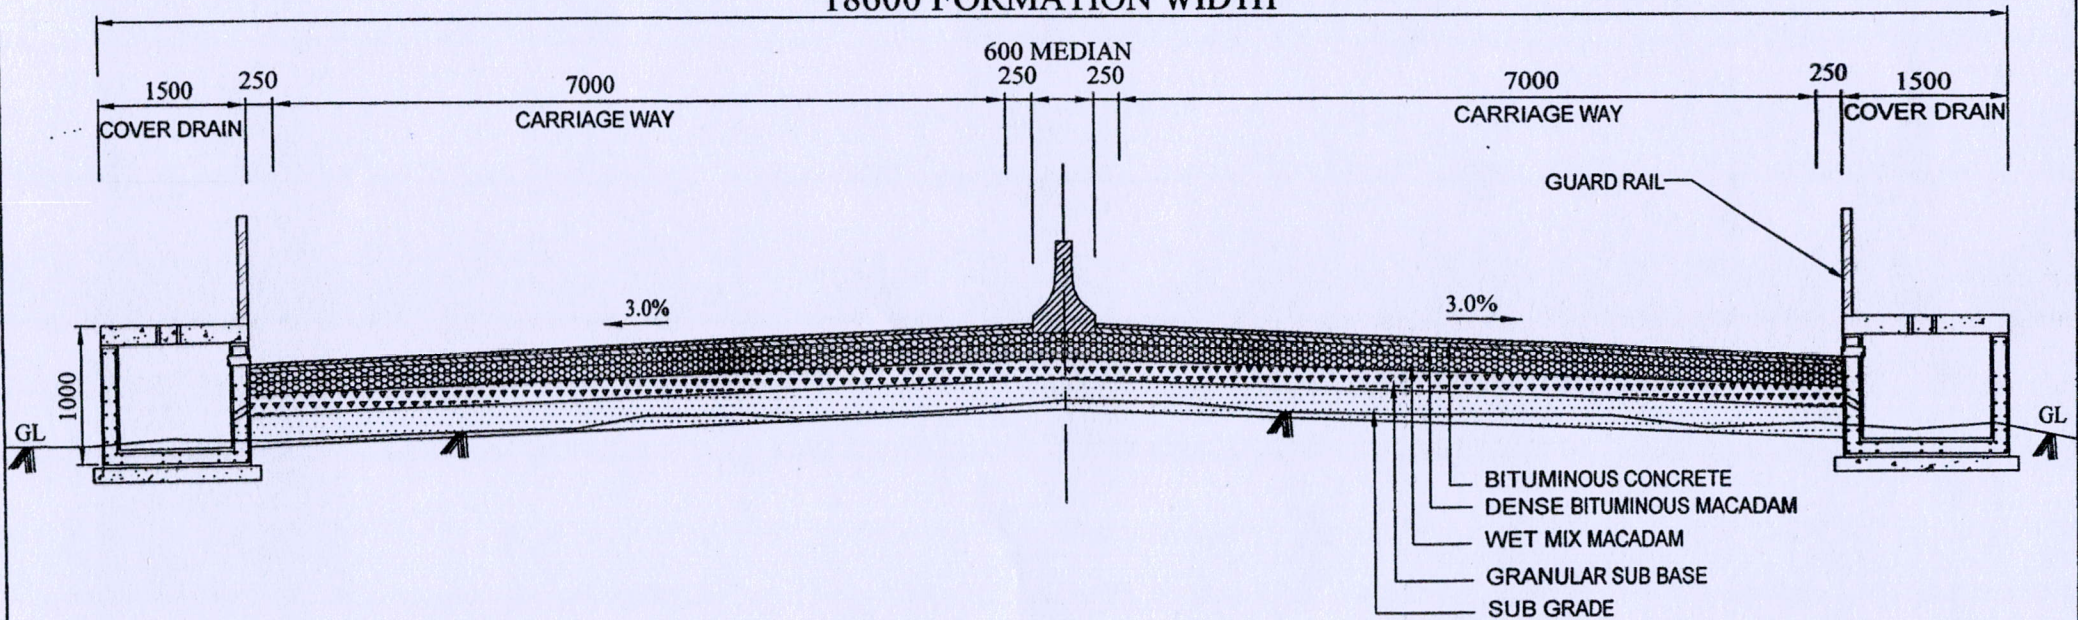 18600 FORMATION WIDTH
600 MEDIAN
1500 250 7000 250 250 7000 250 1500
COVER DRAIN CARRIAGE WAY CARRIAGE WAY COVER DRAIN
GUARD RAIL
3.0% 3.0%
1000
GL GL
BITUMINOUS CONCRETE
DENSE BITUMINOUS MACADAM
WET MIX MACADAM
GRANULAR SUB BASE
SUB GRADE